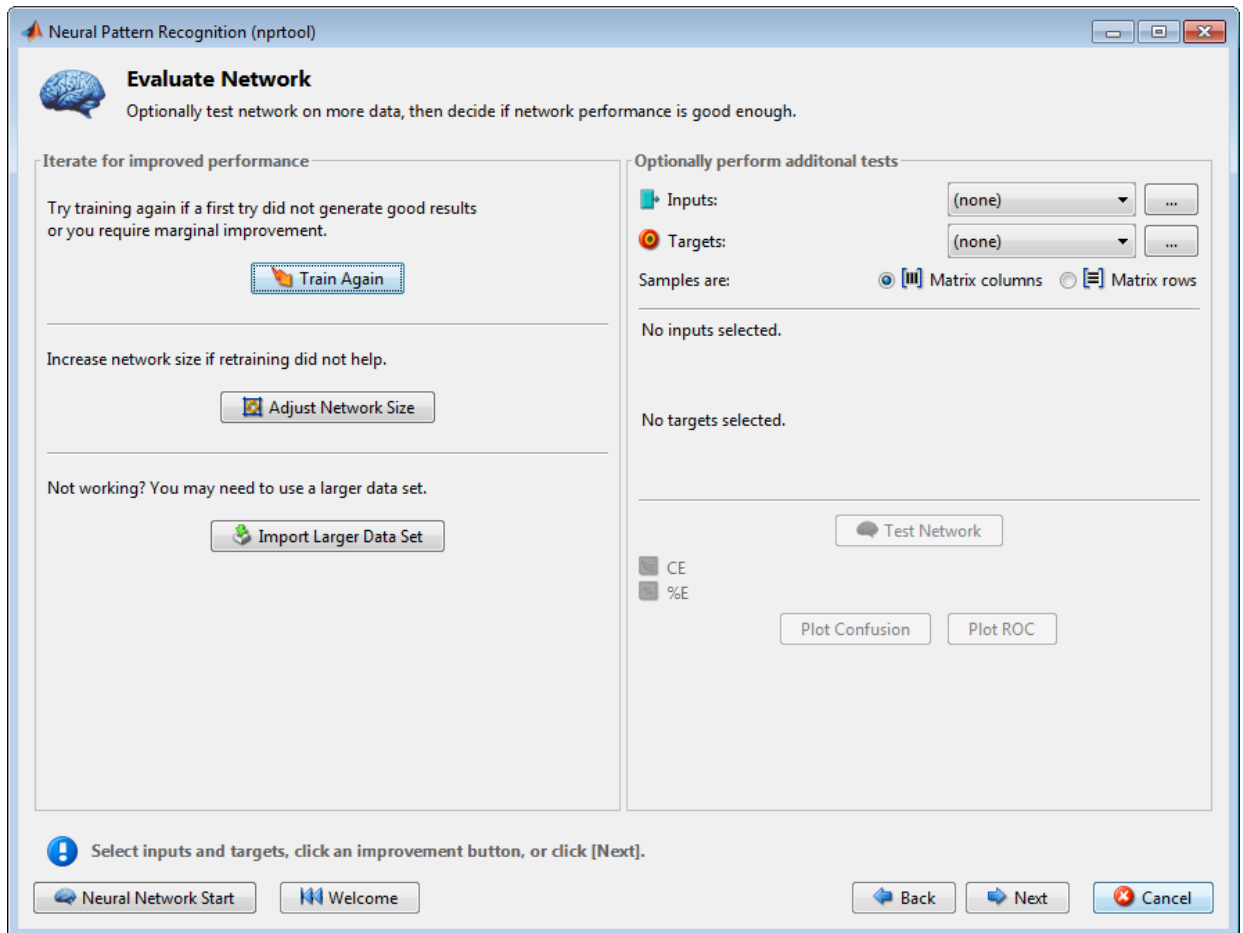 Neural Pattern Recognition (nprtool)
Evaluate Network
Optionally test network on more data, then decide if network performance is good enough.
Iterate for improved performance
Try training again if a first try did not generate good results
or you require marginal improvement.
Train Again
Increase network size if retraining did not help.
Adjust Network Size
Not working? You may need to use a larger data set.
Import Larger Data Set
Optionally perform additonal tests
Inputs: (none) ...
Targets: (none) ...
Samples are: Matrix columns Matrix rows
No inputs selected.
No targets selected.
Test Network
CE
%E
Plot Confusion Plot ROC
Select inputs and targets, click an improvement button, or click [Next].
Neural Network Start Welcome Back Next Cancel